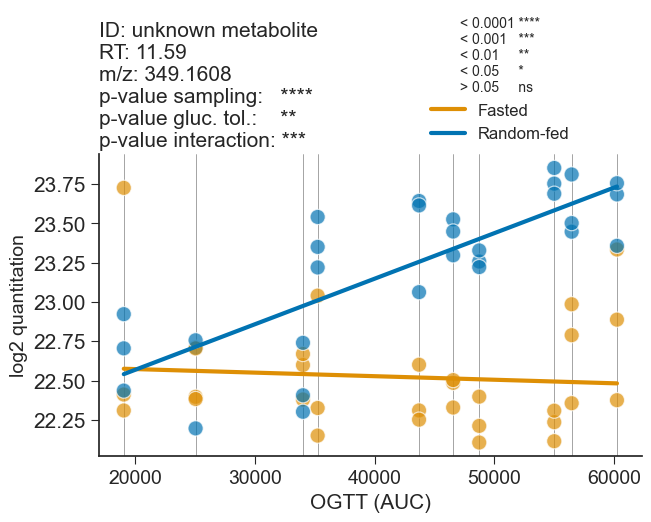 ID: unknown metabolite
RT: 11.59
m/z: 349.1608
p-value sampling: ****
p-value gluc. tol.: **
p-value interaction: ***
< 0.0001 ****
< 0.001 ***
< 0.01 **
< 0.05 *
> 0.05 ns
Fasted
Random-fed
23.75
23.50
23.25
23.00
22.75
22.50
22.25
log2 quantitation
20000 30000 40000 50000 60000
OGTT (AUC)